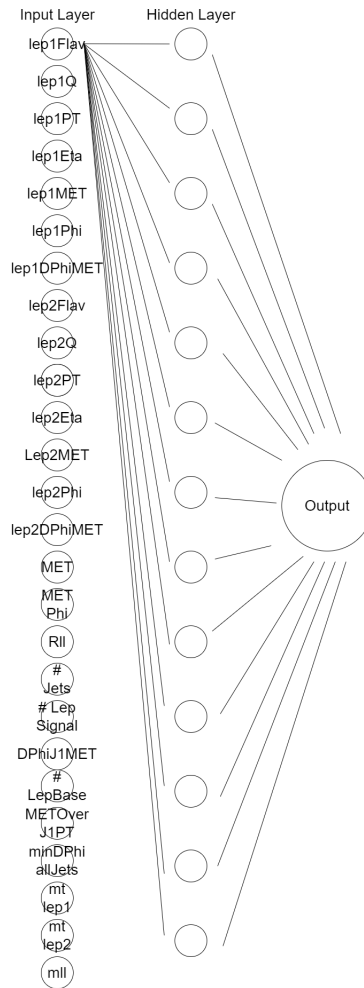 Input Layer
Hidden Layer
lep1Flav
lep1Q
lep1PT
lep1Eta
lep1MET
lep1Phi
lep1DPhiMET
lep2Flav
lep2Q
lep2PT
lep2Eta
Lep2MET
lep2Phi
lep2DPhiMET
MET
MET
Phi
Rll
#
Jets
# Lep
Signal
DPhiJ1MET
#
LepBase
METOver
J1PT
minDPhi
allJets
mt
lep1
mt
lep2
mll
Output